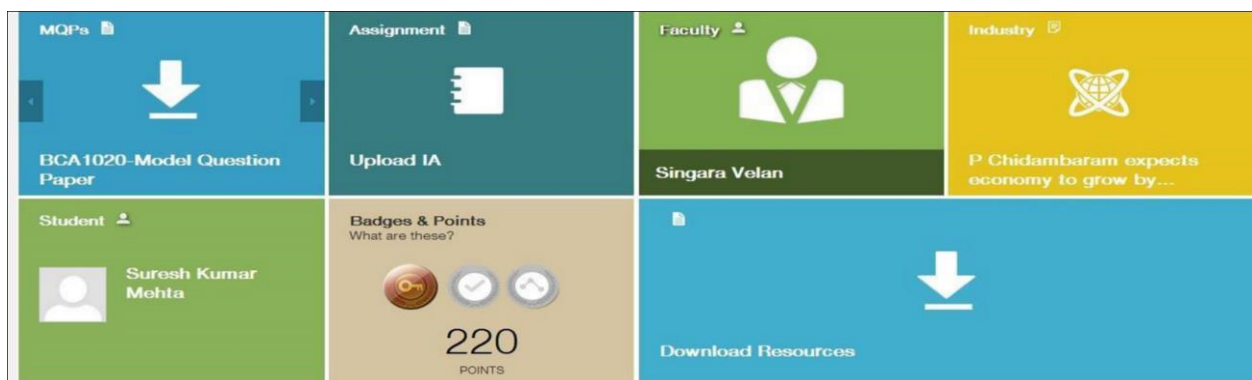 MQPs
BCA1020-Model Question
Paper
Assignment
Upload IA
Faculty
Singara Velan
Industry
P Chidambaram expects
economy to grow by...
Student
Suresh Kumar
Mehta
Badges & Points
What are these?
220
POINTS
Download Resources